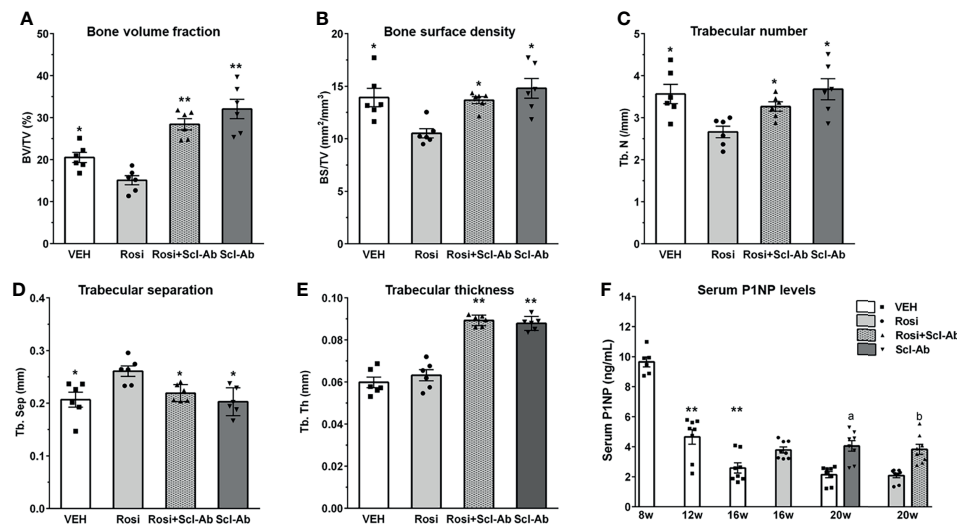 A
Bone volume fraction
BV/TV (%)
50
40
30
20
10
0
*
**
**
VEH
Rosi
Rosi+Scl-Ab
Scl-Ab
B
Bone surface density
BS/TV (mm2/mm3)
20
15
10
5
0
*
*
*
VEH
Rosi
Rosi+Scl-Ab
Scl-Ab
C
Trabecular number
Tb. N (/mm)
5
4
3
2
1
0
*
*
*
VEH
Rosi
Rosi+Scl-Ab
Scl-Ab
D
Trabecular separation
Tb. Sep (mm)
0.4
0.3
0.2
0.1
0.0
*
*
*
VEH
Rosi
Rosi+Scl-Ab
Scl-Ab
E
Trabecular thickness
Tb. Th (mm)
0.10
0.08
0.06
0.04
0.02
0.00
**
**
VEH
Rosi
Rosi+Scl-Ab
Scl-Ab
F
Serum P1NP levels
Serum P1NP (ng/mL)
14
12
10
8
6
4
2
0
VEH
Rosi
Rosi+Scl-Ab
Scl-Ab
**
**
a
b
8w
12w
16w
16w
20w
20w